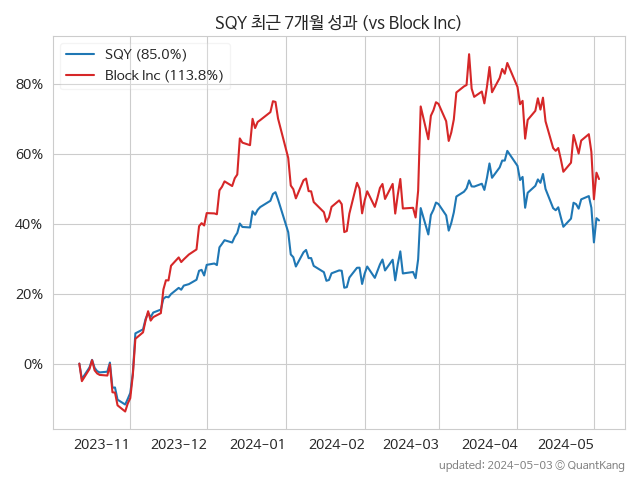 SQY 최근 7개월 성과 (vs Block Inc)
SQY (85.0%)
Block Inc (113.8%)
80%
60%
40%
20%
0%
2023-11 2023-12 2024-01 2024-02 2024-03 2024-04 2024-05
updated: 2024-05-03 © QuantKang